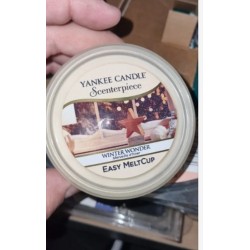 YANKEE CANDLE
Scenterpiece
WINTER WONDER
EASY MELTCUP